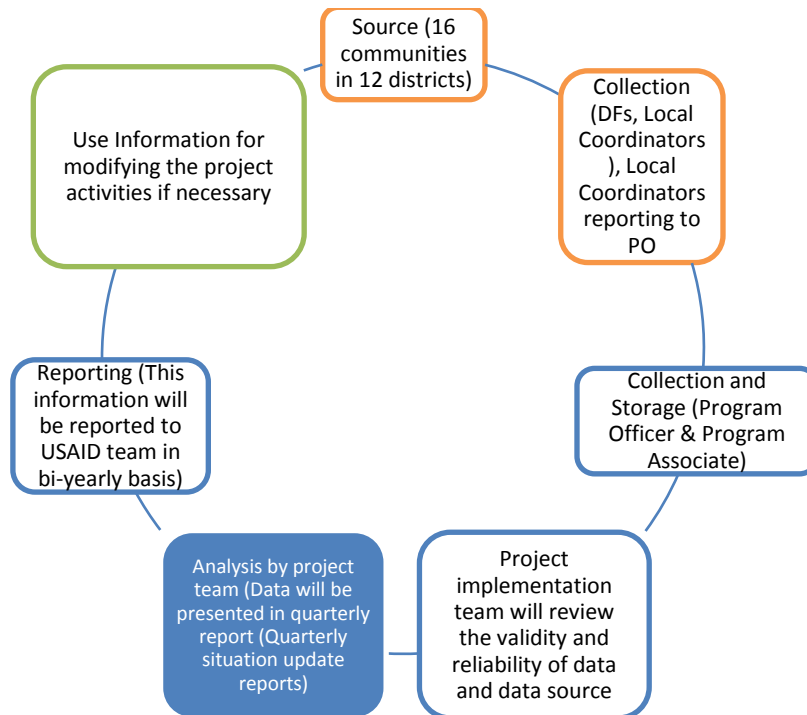 Source (16
communities
in 12 districts)
Collection
(DFs, Local
Coordinators
), Local
Coordinators
reporting to
PO
Collection and
Storage (Program
Officer & Program
Associate)
Project
implementation
team will review
the validity and
reliability of data
and data source
Analysis by project
team (Data will be
presented in quarterly
report (Quarterly
situation update
reports)
Reporting (This
information will
be reported to
USAID team in
bi-yearly basis)
Use Information for
modifying the project
activities if necessary